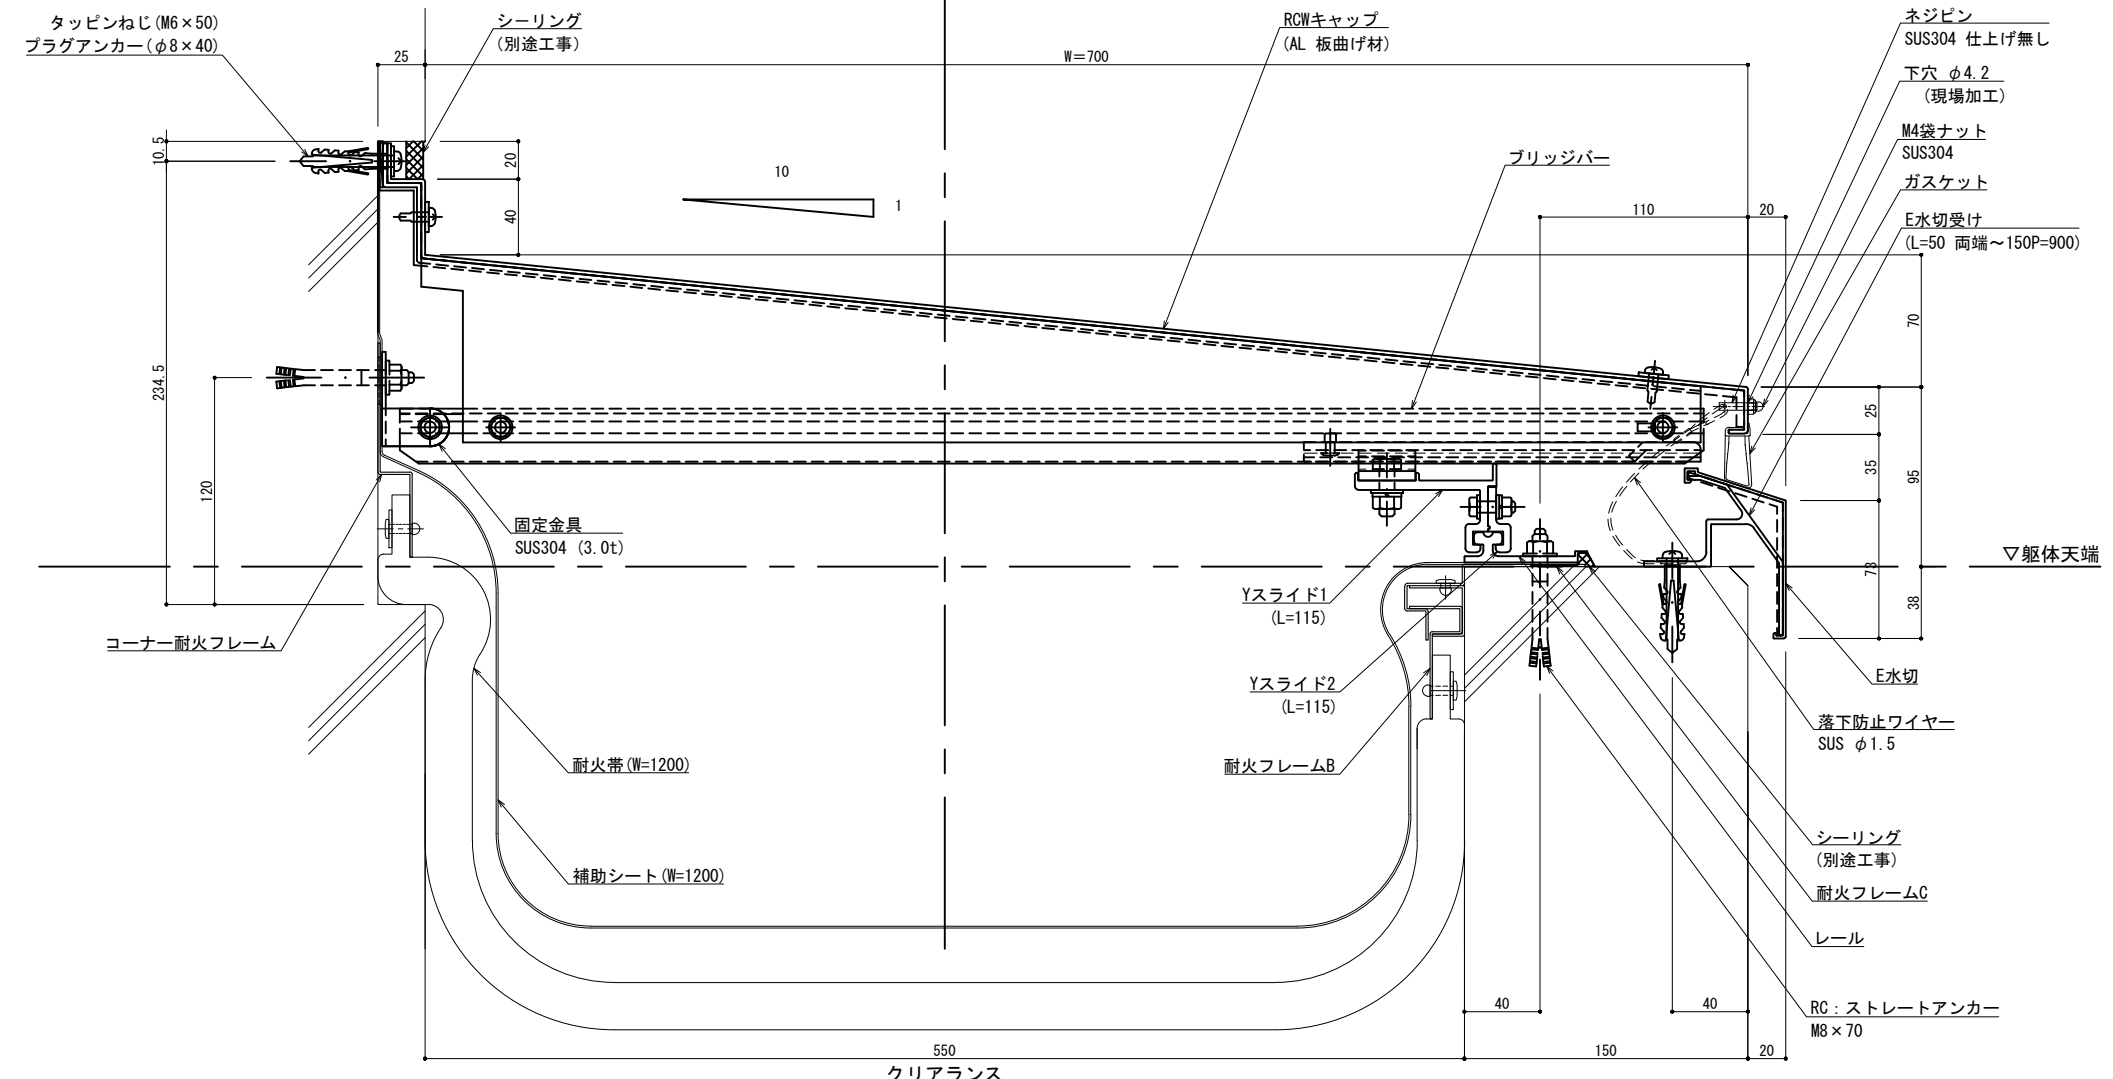 タッピンねじ(M6×50)
プラグアンカー(φ8×40)
シーリング
(別途工事)
RCWキャップ
(AL 板曲げ材)
ネジピン
SUS304 仕上げ無し
下穴 φ4.2
(現場加工)
M4袋ナット
SUS304
ガスケット
E水切受け
(L=50 両端～150P=900)
25
W=700
10.5
20
40
10
1
ブリッジバー
110
20
70
234.5
120
25
35
95
73
38
固定金具
SUS304 (3.0t)
▽躯体天端
コーナー耐火フレーム
Yスライド1
(L=115)
Yスライド2
(L=115)
E水切
落下防止ワイヤー
SUS φ1.5
耐火帯(W=1200)
耐火フレームB
シーリング
(別途工事)
補助シート(W=1200)
耐火フレームC
レール
RC：ストレートアンカー
M8×70
40
40
550
150
20
クリアランス